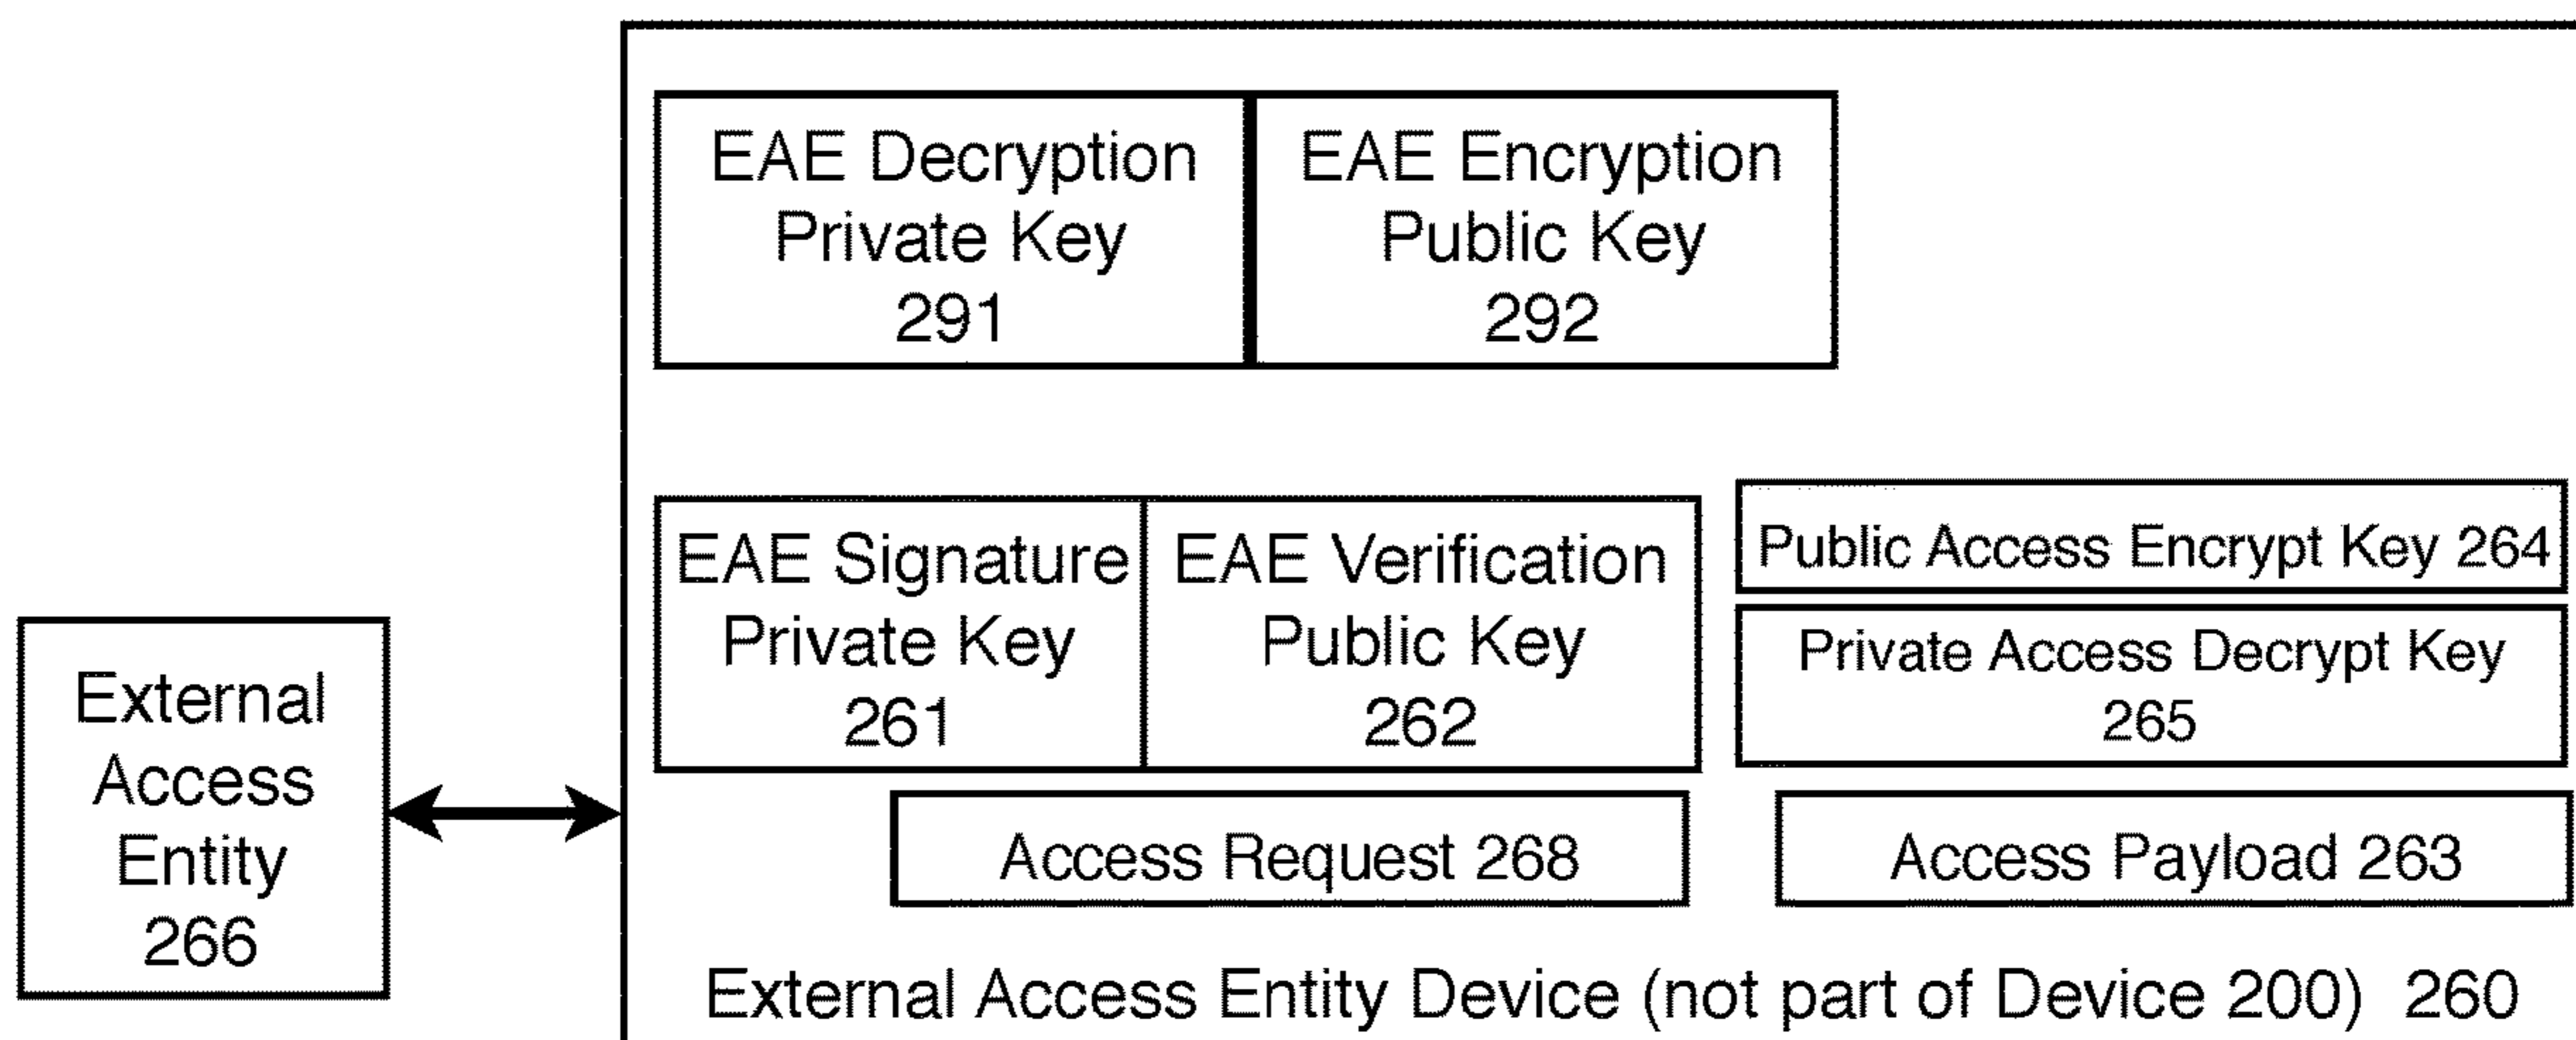 EAE Decryption
Private Key
291
EAE Encryption
Public Key
292
EAE Signature
Private Key
261
EAE Verification
Public Key
262
Public Access Encrypt Key 264
Private Access Decrypt Key
265
External
Access
Entity
266
Access Request 268
Access Payload 263
External Access Entity Device (not part of Device 200) 260